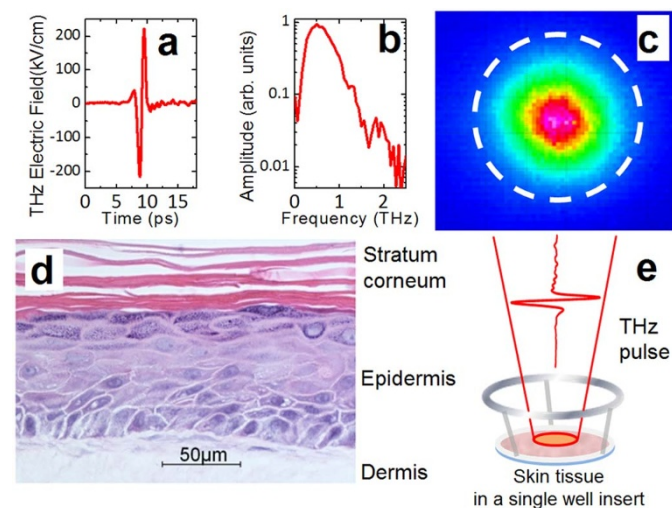 a
THz Electric Field(kV/cm)
200
100
0
-100
-200
0 5 10 15
Time (ps)
b
Amplitude (arb. units)
1
0.1
0.01
0 1 2
Frequency (THz)
c
d
Stratum
corneum
Epidermis
50μm
Dermis
e
THz
pulse
Skin tissue
in a single well insert